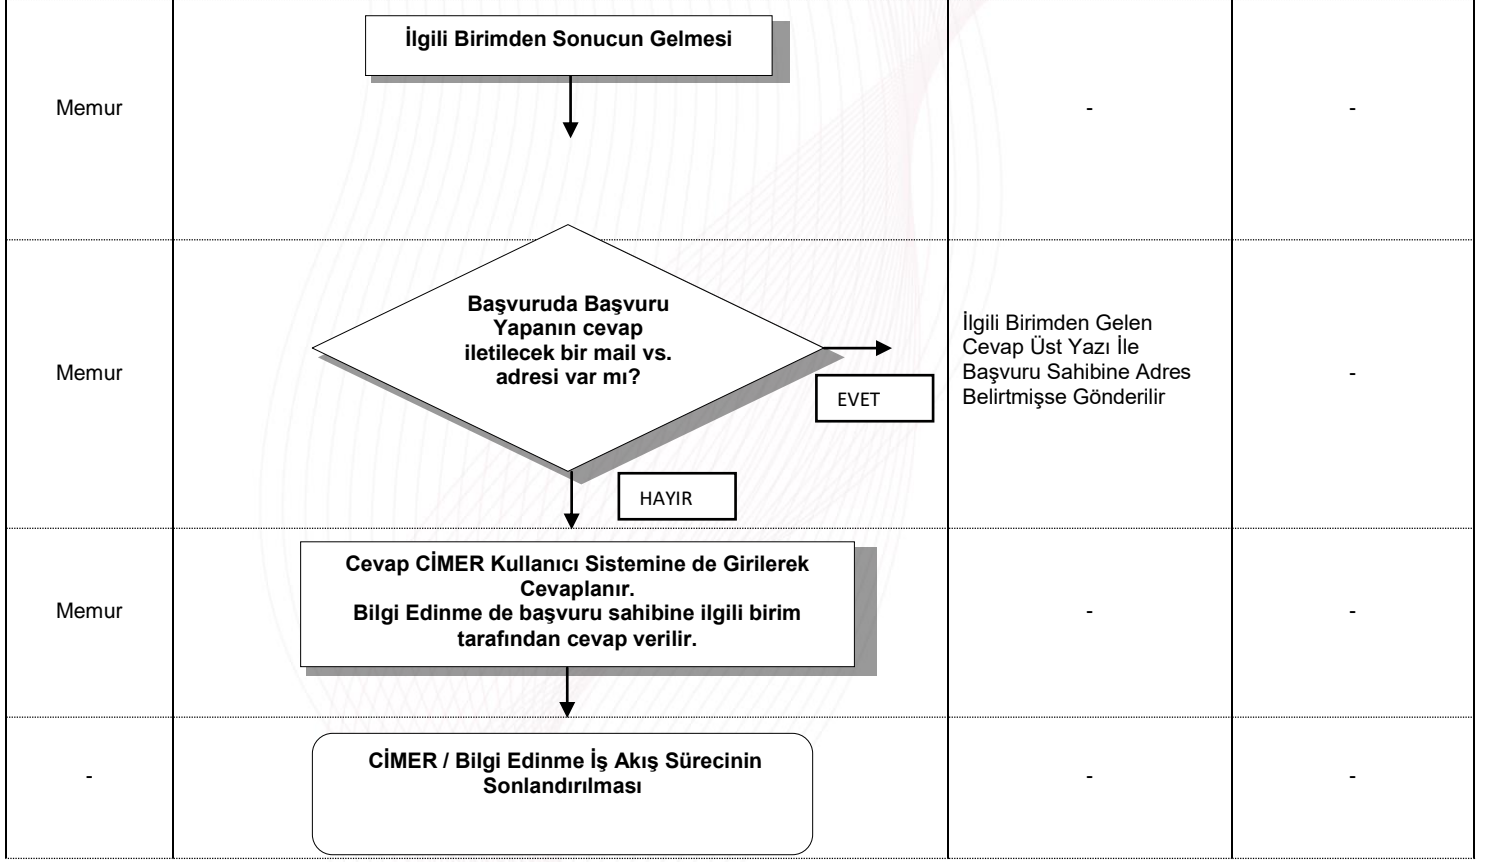 İlgili Birimden Sonucun Gelmesi
Memur
-
-
Memur
Başvuruda Başvuru
Yapanın cevap
iletilecek bir mail vs.
adresi var mı?
EVET
HAYIR
İlgili Birimden Gelen
Cevap Üst Yazı İle
Başvuru Sahibine Adres
Belirtmişse Gönderilir
-
Memur
Cevap CİMER Kullanıcı Sistemine de Girilerek
Cevaplanır.
Bilgi Edinme de başvuru sahibine ilgili birim
tarafından cevap verilir.
-
-
-
CİMER / Bilgi Edinme İş Akış Sürecinin
Sonlandırılması
-
-